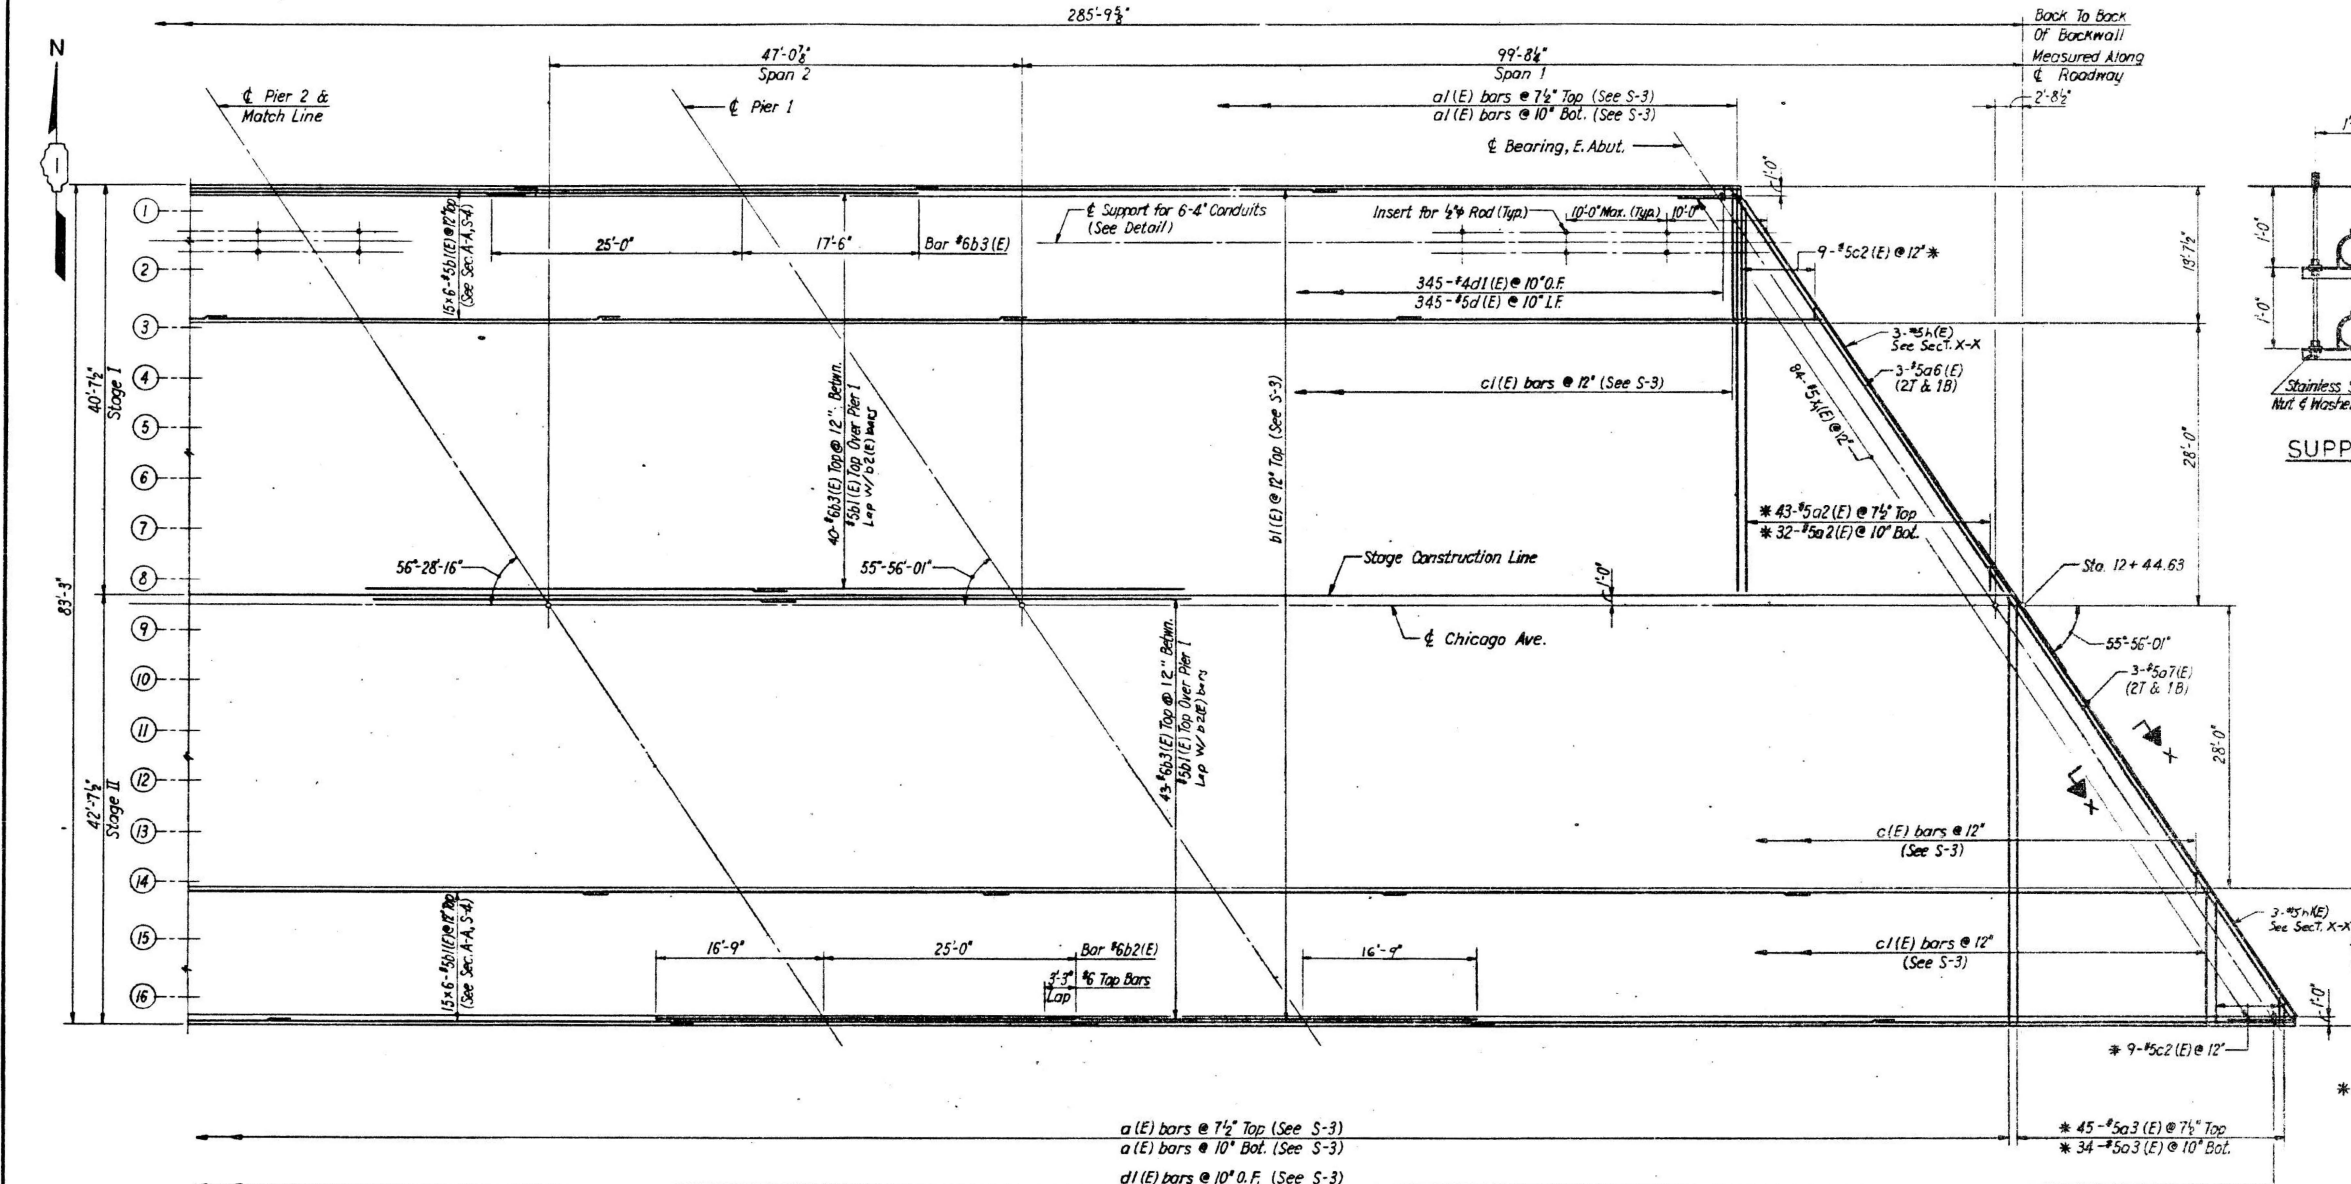 285'-9⅝"
Back To Back
Of Backwall
Measured Along
℄ Roadway
N
47'-0⅞"
Span 2
99'-8¼"
Span 1
2'-8½"
℄ Pier 2 &
Match Line
℄ Pier 1
a1(E) bars @ 7½" Top (See S-3)
a1(E) bars @ 10" Bot. (See S-3)
℄ Bearing, E. Abut.
1'-0"
1
2
3
4
5
6
7
8
9
10
11
12
13
14
15
16
15x6-#5b1(E)@12"Top
(See Sec. A-A, S-4)
25'-0"
17'-6"
Bar #6b3(E)
℄ Support for 6-4" Conduits
(See Detail)
Insert for ½"φ Rod (Typ.)
10'-0" Max. (Typ.)
10'-0"
9-#5c2(E) @ 12" *
345-#4d1(E) @ 10" O.F.
345-#5d(E) @ 10" I.F.
3-#5h(E)
See Sect. X-X
3-#5a6(E)
(2T & 1B)
c1(E) bars @ 12" (See S-3)
84-#5x1(E) @ 12"
13'-7½"
28'-0"
1'-0"
1'-0"
Stainless S
Nut & Washe
SUPP
40'-7½"
Stage I
83'-3"
42'-7½"
Stage II
40-#6b3(E) Top @ 12" Betwn.
#5b1(E) Top Over Pier 1
Lap W/ b2(E) bars
b1(E) @ 12" Top (See S-3)
* 43-#5a2(E) @ 7½" Top
* 32-#5a2(E) @ 10" Bot.
56°-28'-16"
55°-56'-01"
Stage Construction Line
1'-0"
Sta. 12+44.63
℄ Chicago Ave.
55°-56'-01"
3-#5a7(E)
(2T & 1B)
43-#6b3(E) Top @ 12" Betwn.
#5b1(E) Top Over Pier 1
Lap W/ b2(E) bars
X
X
28'-0"
c(E) bars @ 12"
(See S-3)
15x6-#5b1(E)@12"Top
(See Sec. A-A, S-4)
3-#5h1(E)
See Sect. X-X
16'-9"
25'-0"
Bar #6b2(E)
16'-9"
3'-3"
Lap
#6 Top Bars
c1(E) bars @ 12"
(See S-3)
1'-0"
* 9-#5c2(E) @ 12"
*
a(E) bars @ 7½" Top (See S-3)
a(E) bars @ 10" Bot. (See S-3)
* 45-#5a3(E) @ 7½" Top
* 34-#5a3(E) @ 10" Bot.
d1(E) bars @ 10" O.F. (See S-3)